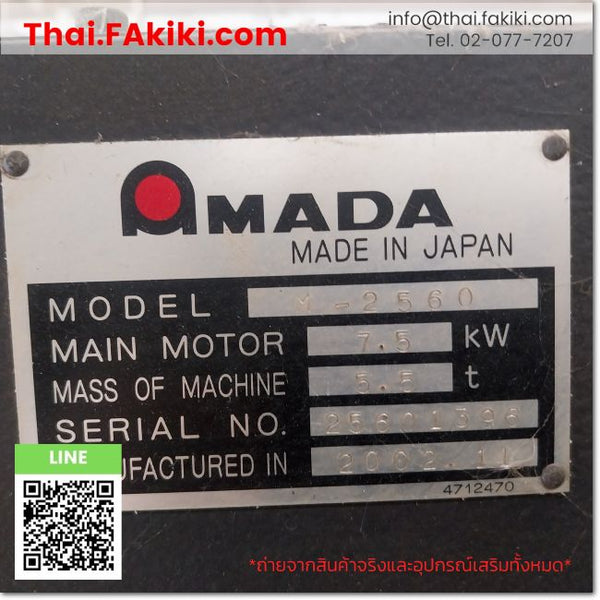 Thai.FAkiki.com
info@thai.fakiki.com
Tel. 02-077-7207
AMADA
MADE IN JAPAN
MODEL M-2560
MAIN MOTOR 7.5 kW
MASS OF MACHINE 5.5 t
SERIAL NO. 25601396
UFACTURED IN 2002.11
4712470
LINE
*ถ่ายจากสินค้าจริงและอุปกรณ์เสริมทั้งหมด*